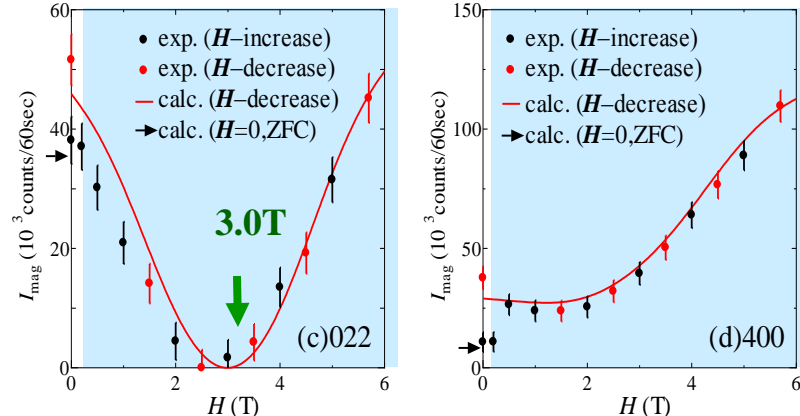 60
40
20
0
I_mag (10^3 counts/60sec)
exp. (H–increase)
exp. (H–decrease)
calc. (H–decrease)
calc. (H=0,ZFC)
3.0T
(c)022
0 2 4 6
H (T)
150
100
50
0
I_mag (10^3 counts/60sec)
exp. (H–increase)
exp. (H–decrease)
calc. (H–decrease)
calc. (H=0,ZFC)
(d)400
0 2 4 6
H (T)